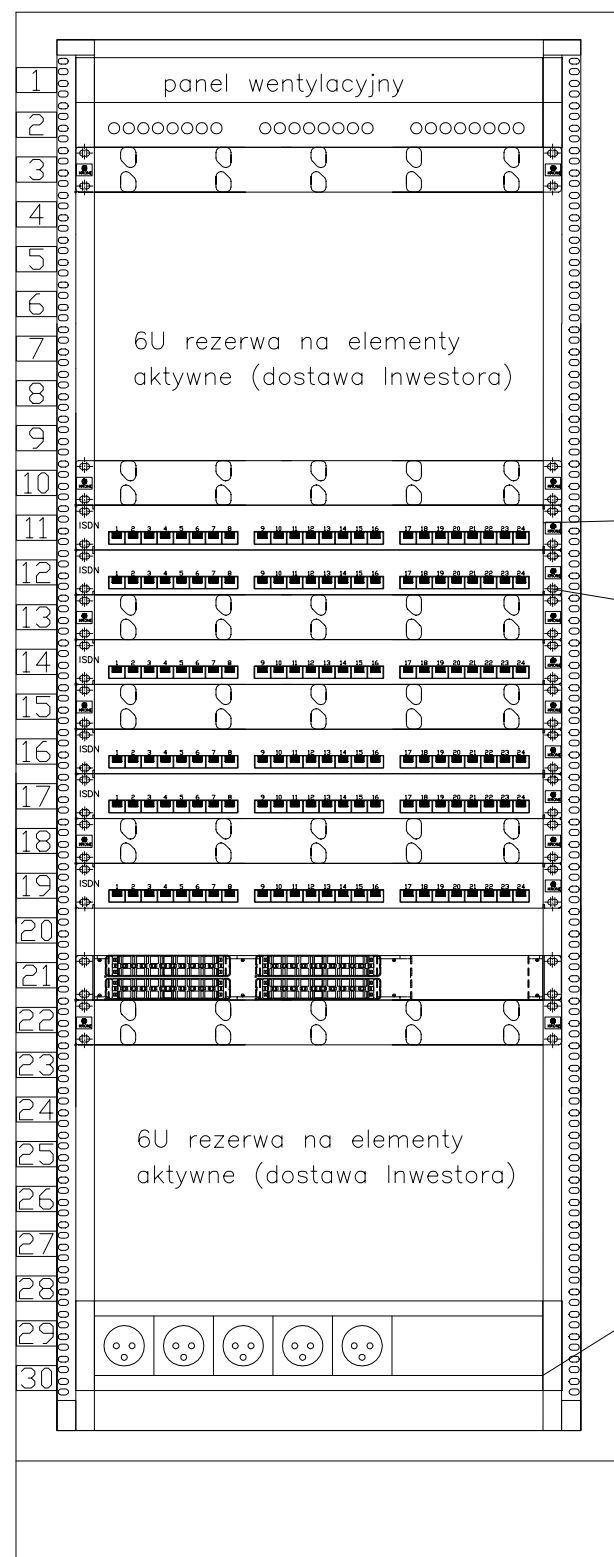 1 panel wentylacyjny
2
3
4
5
6
7 6U rezerwa na elementy
8 aktywne (dostawa Inwestora)
9
10
11 ISDN 1 2 3 4 5 6 7 8 9 10 11 12 13 14 15 16 17 18 19 20 21 22 23 24
12 ISDN 1 2 3 4 5 6 7 8 9 10 11 12 13 14 15 16 17 18 19 20 21 22 23 24
13
14 ISDN 1 2 3 4 5 6 7 8 9 10 11 12 13 14 15 16 17 18 19 20 21 22 23 24
15
16 ISDN 1 2 3 4 5 6 7 8 9 10 11 12 13 14 15 16 17 18 19 20 21 22 23 24
17 ISDN 1 2 3 4 5 6 7 8 9 10 11 12 13 14 15 16 17 18 19 20 21 22 23 24
18
19 ISDN 1 2 3 4 5 6 7 8 9 10 11 12 13 14 15 16 17 18 19 20 21 22 23 24
20
21
22
23
24
25 6U rezerwa na elementy
aktywne (dostawa Inwestora)
26
27
28
29
30